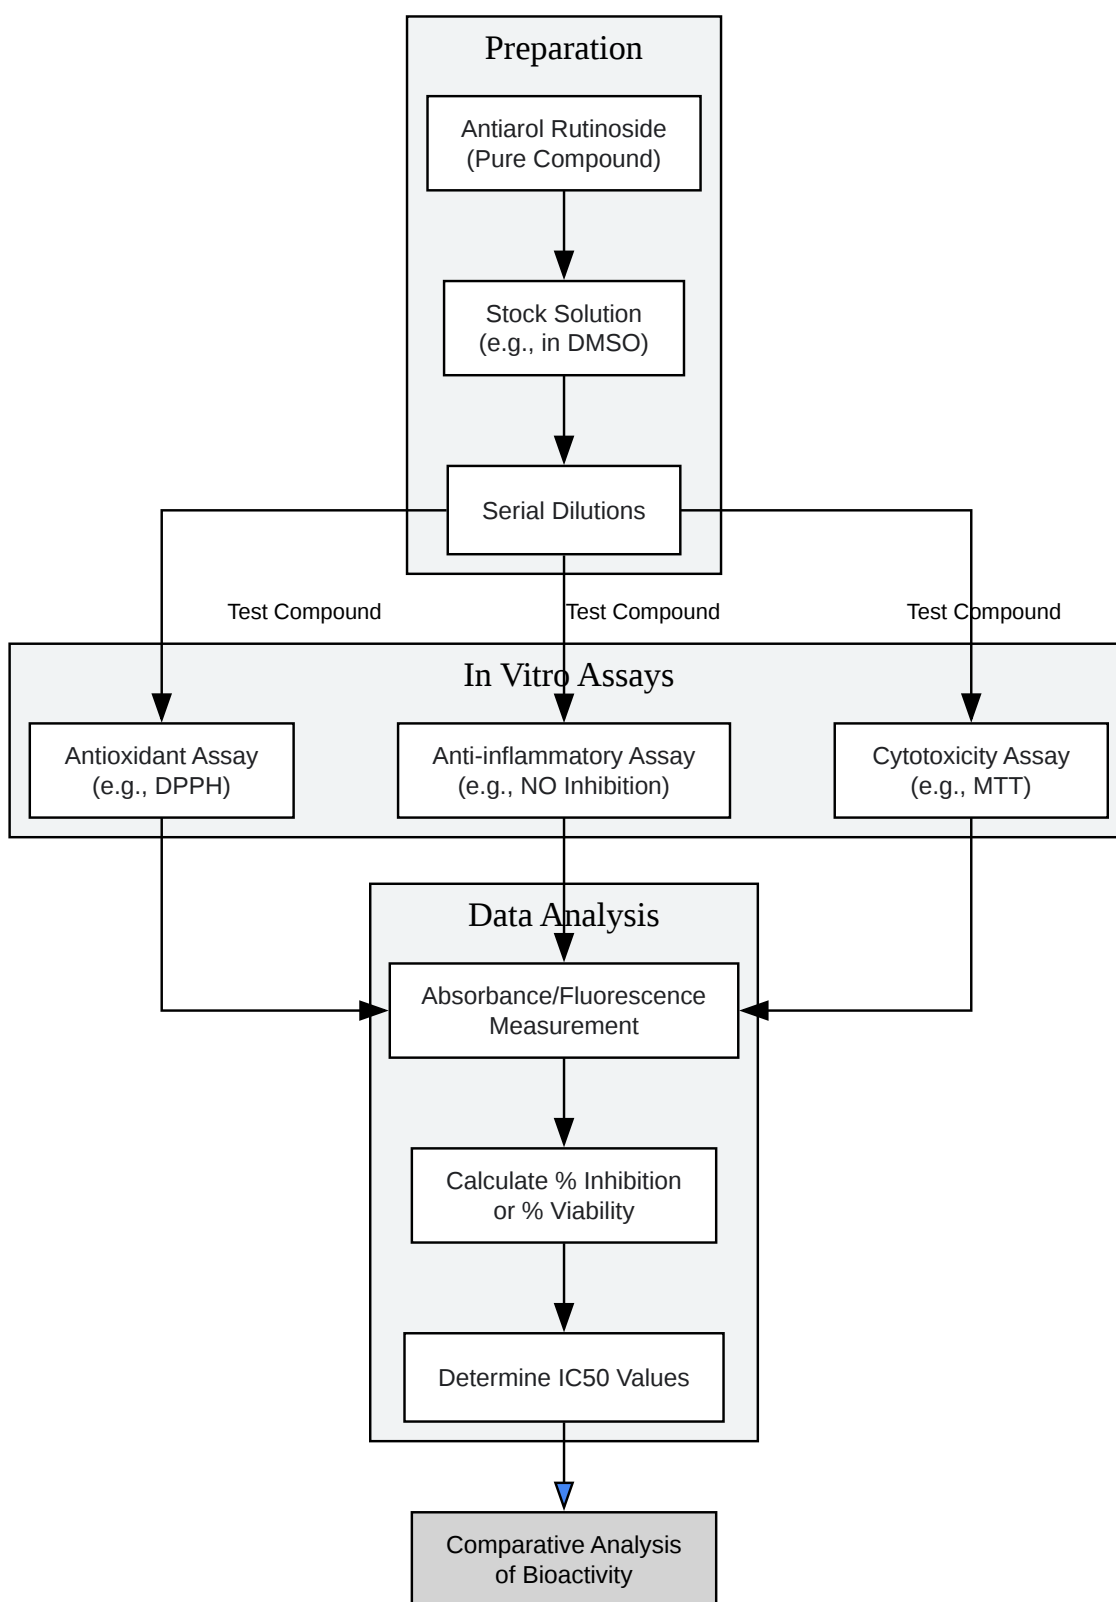 Preparation
Antiarol Rutinoside
(Pure Compound)
Stock Solution
(e.g., in DMSO)
Serial Dilutions
Test Compound
Test Compound
Test Compound
In Vitro Assays
Antioxidant Assay
(e.g., DPPH)
Anti-inflammatory Assay
(e.g., NO Inhibition)
Cytotoxicity Assay
(e.g., MTT)
Data Analysis
Absorbance/Fluorescence
Measurement
Calculate % Inhibition
or % Viability
Determine IC50 Values
Comparative Analysis
of Bioactivity